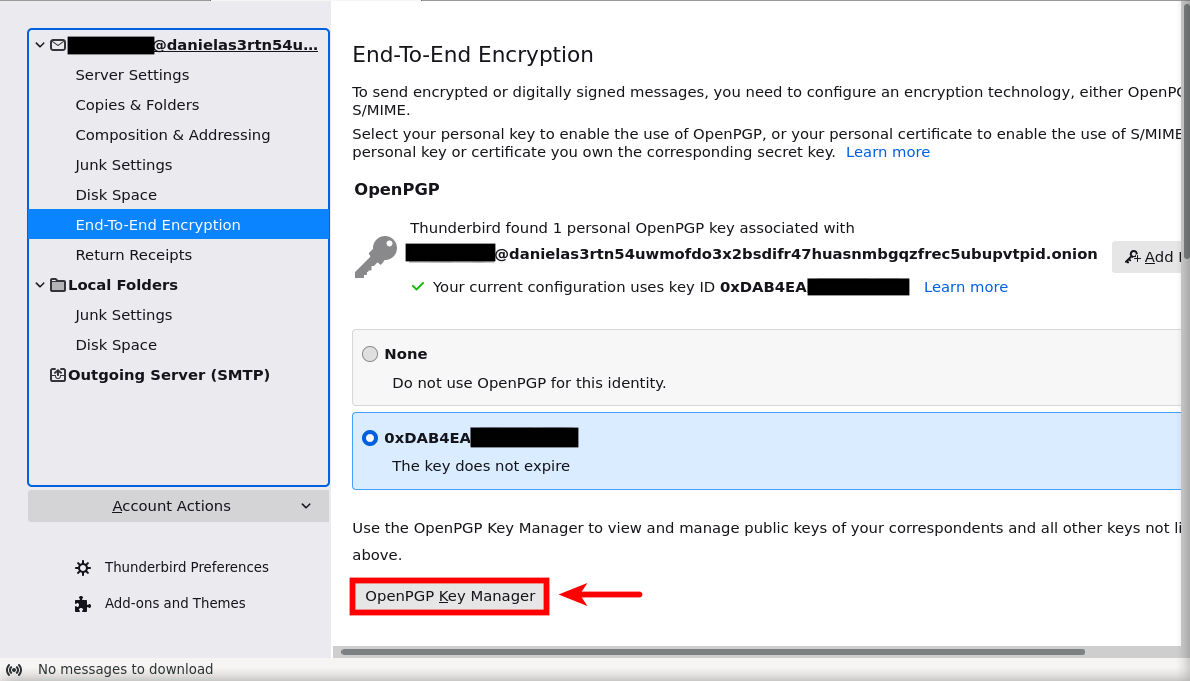 @danielas3rtn54u...
Server Settings
Copies & Folders
Composition & Addressing
Junk Settings
Disk Space
End-To-End Encryption
Return Receipts
Local Folders
Junk Settings
Disk Space
Outgoing Server (SMTP)
Account Actions
Thunderbird Preferences
Add-ons and Themes
End-To-End Encryption
To send encrypted or digitally signed messages, you need to configure an encryption technology, either OpenPG
S/MIME.
Select your personal key to enable the use of OpenPGP, or your personal certificate to enable the use of S/MIME
personal key or certificate you own the corresponding secret key. Learn more
OpenPGP
Thunderbird found 1 personal OpenPGP key associated with
@danielas3rtn54uwmofdo3x2bsdifr47huasnmbgqzfrec5ubupvtpid.onion
Add
Your current configuration uses key ID 0xDAB4EA Learn more
None
Do not use OpenPGP for this identity.
0xDAB4EA
The key does not expire
Use the OpenPGP Key Manager to view and manage public keys of your correspondents and all other keys not li
above.
OpenPGP Key Manager
No messages to download